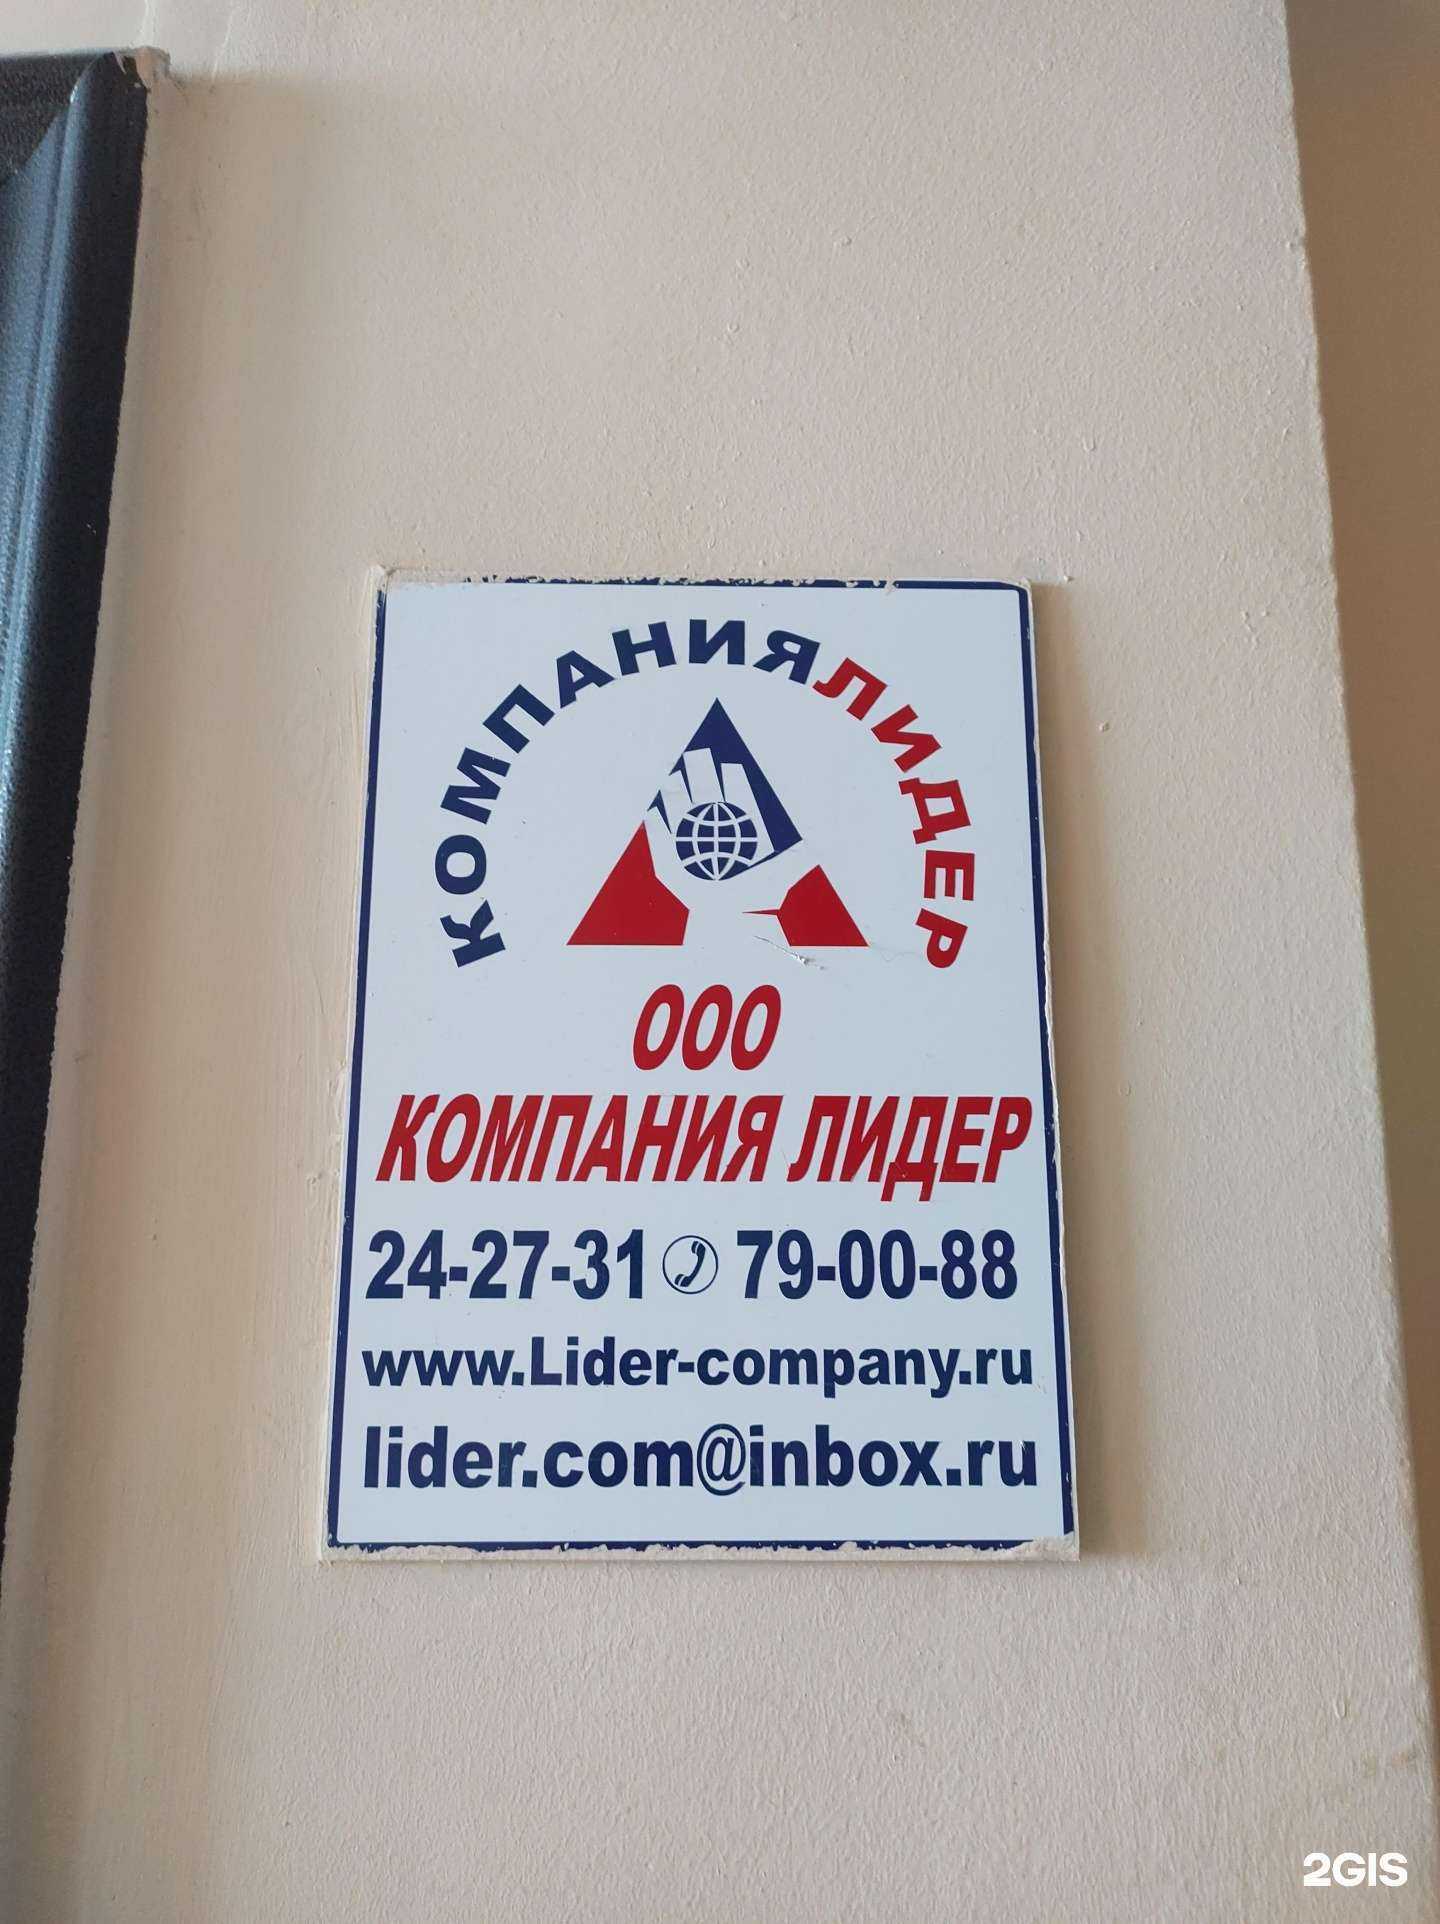 КОМПАНИЯЛИДЕР
ООО
КОМПАНИЯ ЛИДЕР
24-27-31 79-00-88
www.Lider-company.ru
lider.com@inbox.ru
2GIS